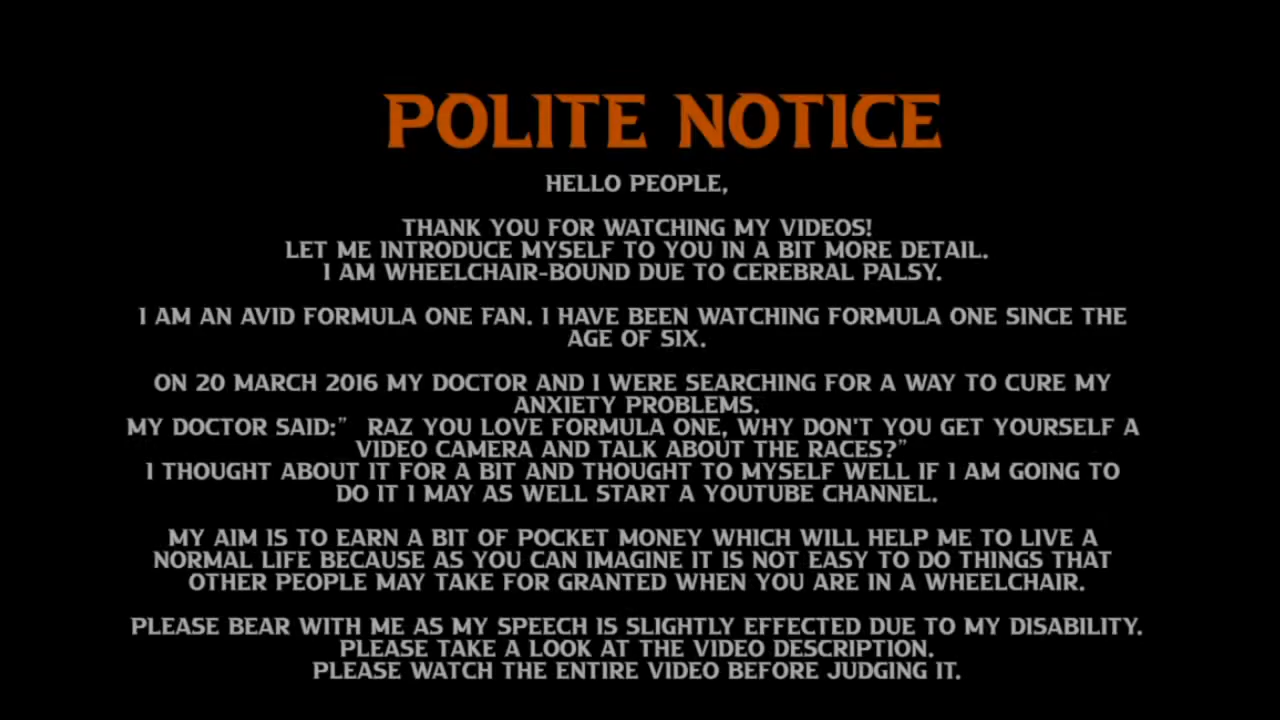 POLITE NOTICE
HELLO PEOPLE,
THANK YOU FOR WATCHING MY VIDEOS!
LET ME INTRODUCE MYSELF TO YOU IN A BIT MORE DETAIL.
I AM WHEELCHAIR-BOUND DUE TO CEREBRAL PALSY.
I AM AN AVID FORMULA ONE FAN. I HAVE BEEN WATCHING FORMULA ONE SINCE THE
AGE OF SIX.
ON 20 MARCH 2016 MY DOCTOR AND I WERE SEARCHING FOR A WAY TO CURE MY
ANXIETY PROBLEMS.
MY DOCTOR SAID:”  RAZ YOU LOVE FORMULA ONE, WHY DON'T YOU GET YOURSELF A
VIDEO CAMERA AND TALK ABOUT THE RACES?”
I THOUGHT ABOUT IT FOR A BIT AND THOUGHT TO MYSELF WELL IF I AM GOING TO
DO IT I MAY AS WELL START A YOUTUBE CHANNEL.
MY AIM IS TO EARN A BIT OF POCKET MONEY WHICH WILL HELP ME TO LIVE A
NORMAL LIFE BECAUSE AS YOU CAN IMAGINE IT IS NOT EASY TO DO THINGS THAT
OTHER PEOPLE MAY TAKE FOR GRANTED WHEN YOU ARE IN A WHEELCHAIR.
PLEASE BEAR WITH ME AS MY SPEECH IS SLIGHTLY EFFECTED DUE TO MY DISABILITY.
PLEASE TAKE A LOOK AT THE VIDEO DESCRIPTION.
PLEASE WATCH THE ENTIRE VIDEO BEFORE JUDGING IT.